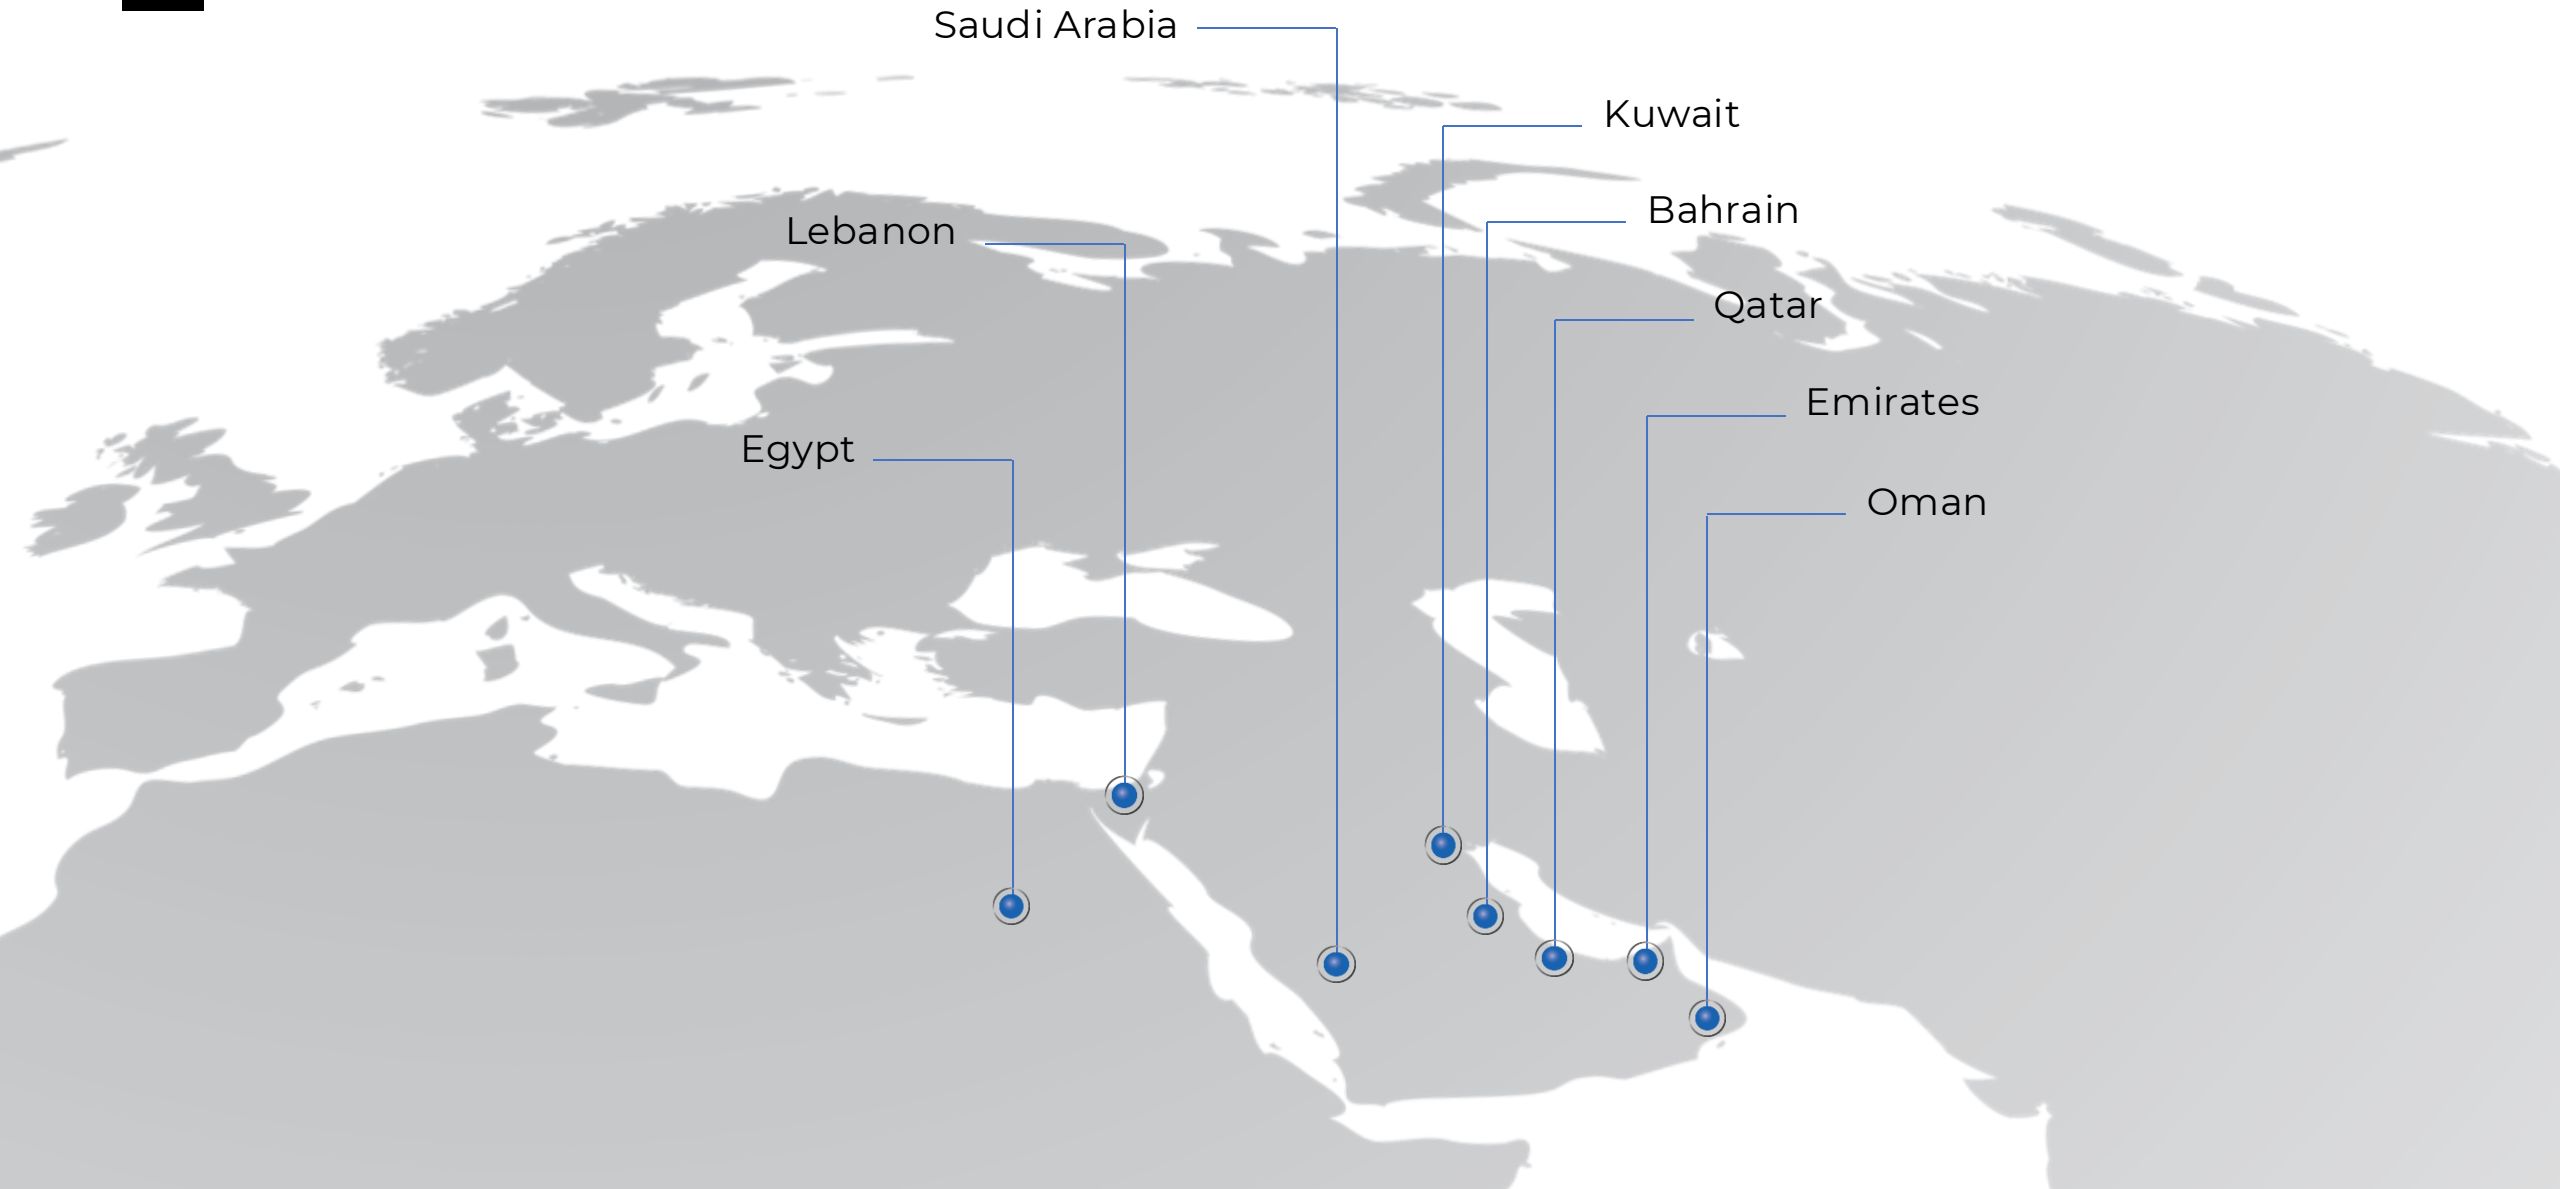 Saudi Arabia
Kuwait
Bahrain
Lebanon
Qatar
Emirates
Egypt
Oman